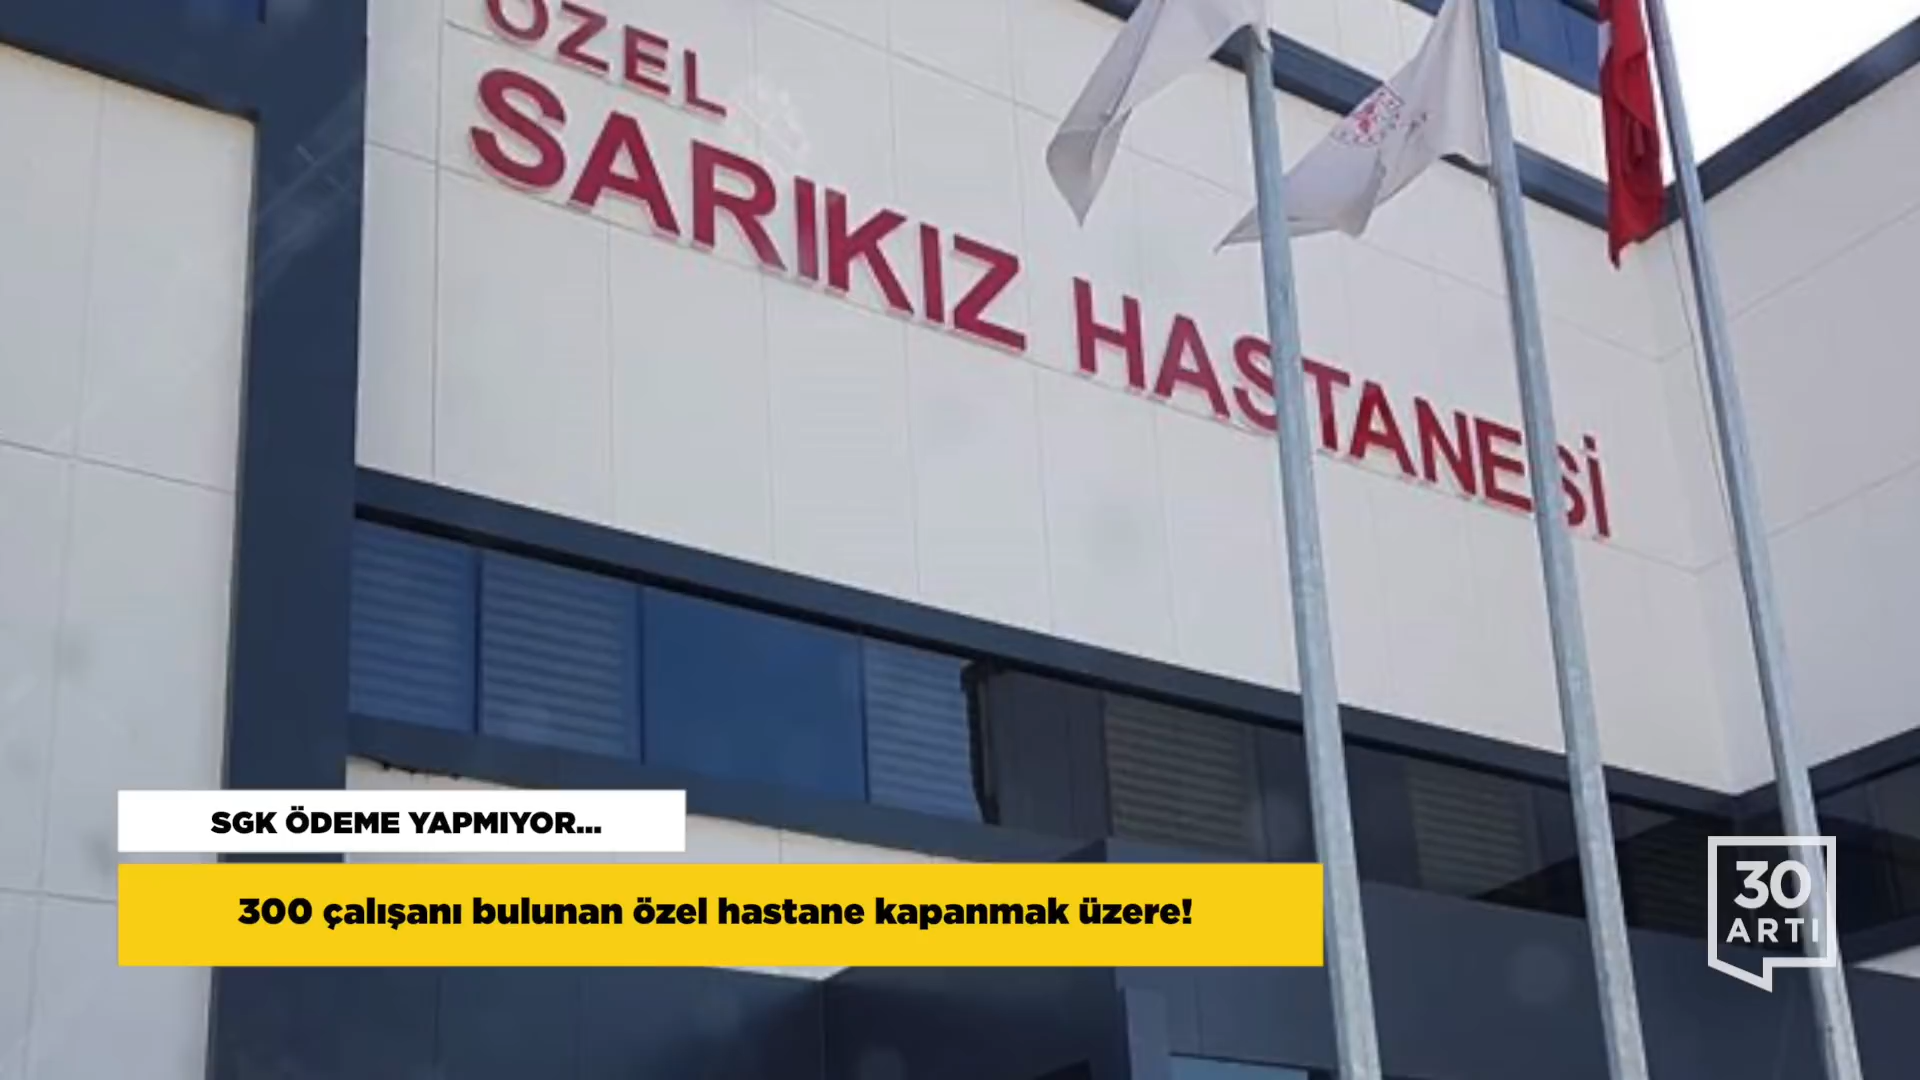 ÖZEL
SARIKIZ HASTANESİ
SGK ÖDEME YAPMIYOR...
300 çalışanı bulunan özel hastane kapanmak üzere!
30
ARTI